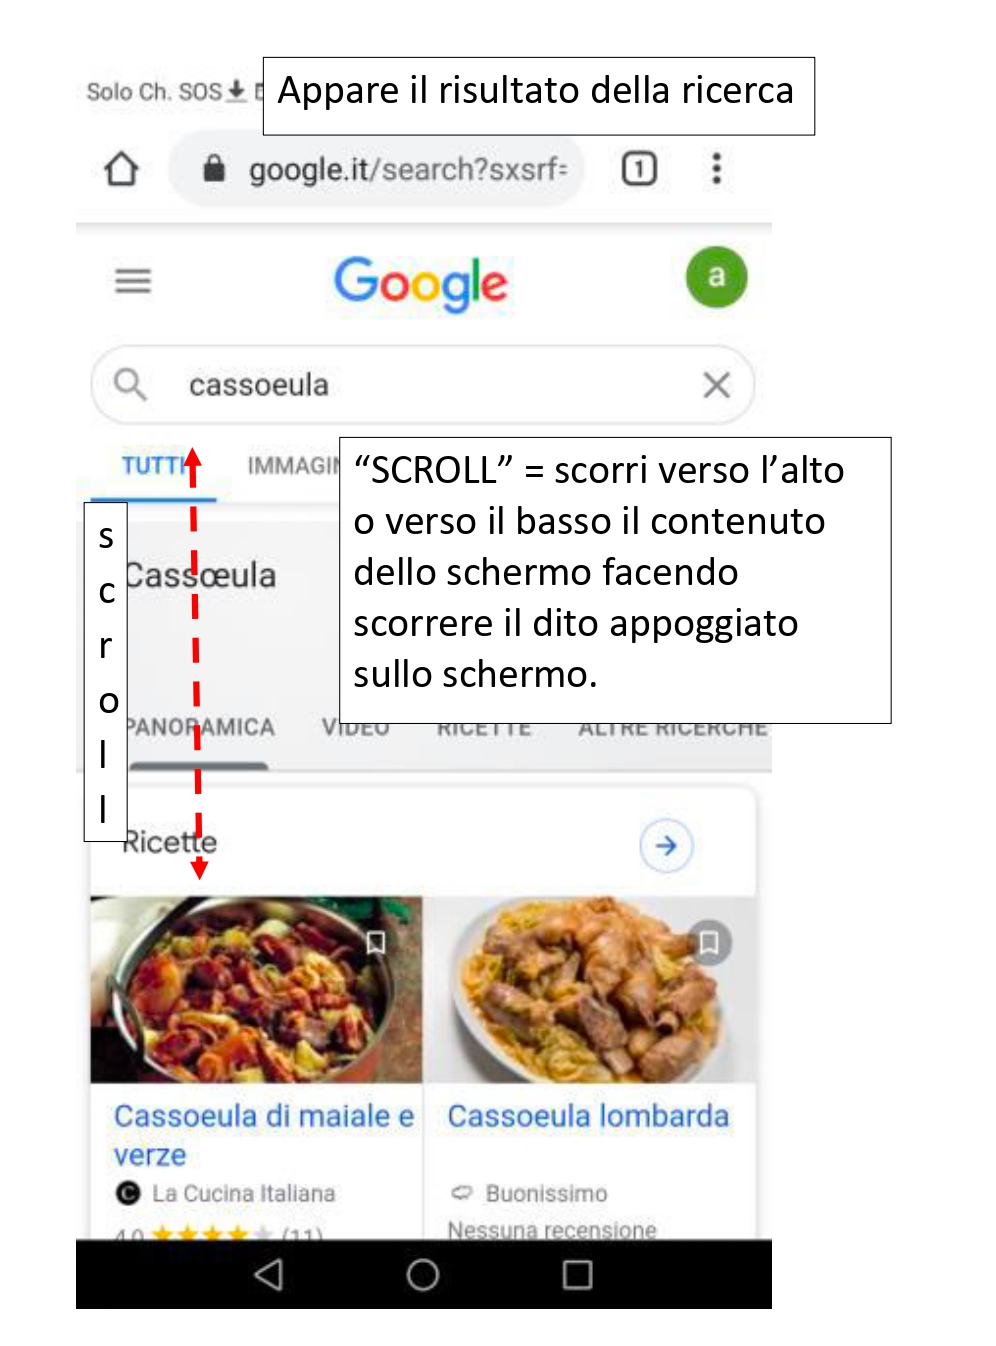 Appare il risultato della ricerca
Solo Ch. SOS
google.it/search?sxsrf=
1
Google
a
cassoeula
TUTTI
“SCROLL” = scorri verso l’alto
o verso il basso il contenuto
dello schermo facendo
scorrere il dito appoggiato
sullo schermo.
s
c
r
o
l
l
Cassœula
PANORAMICA VIDEO RICETTE ALTRE RICERCHE
Ricette
Cassoeula di maiale e
verze
C La Cucina Italiana
4,0 (11)
Cassoeula lombarda
Buonissimo
Nessuna recensione